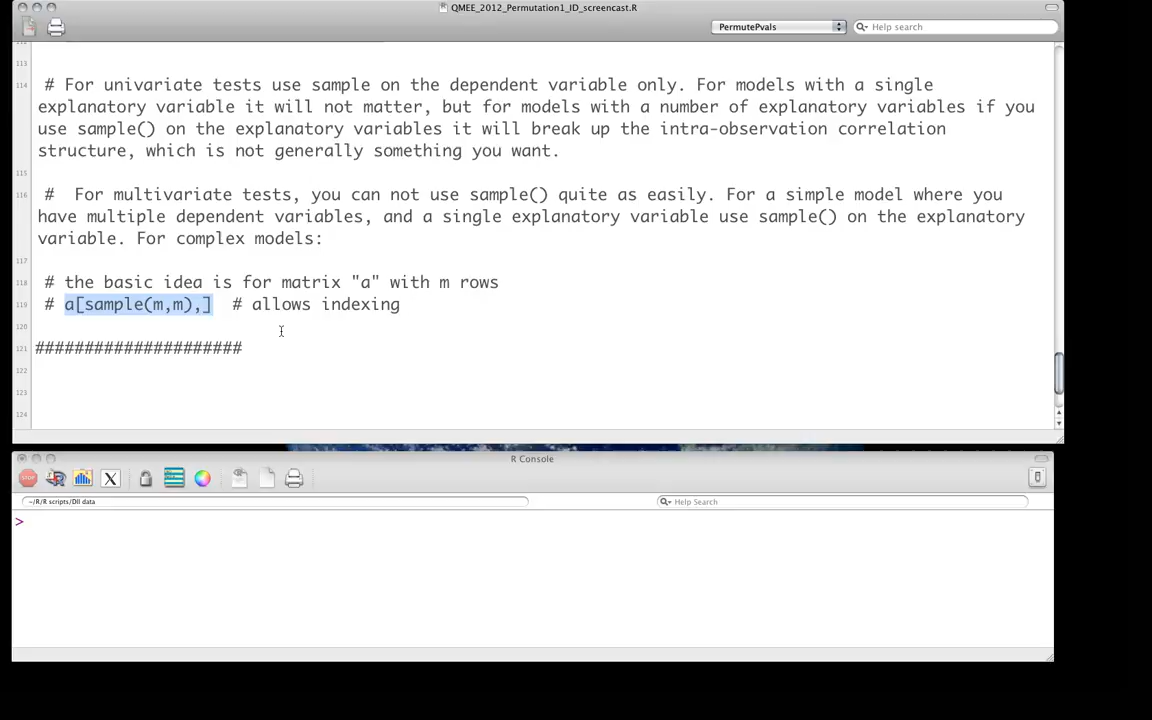 QMEE_2012_Permutation1_ID_screencast.R
PermutePvals
Help search
113
114 # For univariate tests use sample on the dependent variable only. For models with a single
explanatory variable it will not matter, but for models with a number of explanatory variables if you
use sample() on the explanatory variables it will break up the intra-observation correlation
structure, which is not generally something you want.
115
116 #  For multivariate tests, you can not use sample() quite as easily. For a simple model where you
have multiple dependent variables, and a single explanatory variable use sample() on the explanatory
variable. For complex models:
117
118 # the basic idea is for matrix "a" with m rows
119 # a[sample(m,m),]  # allows indexing
120
121 #####################
122
123
124
R Console
STOP R X
~/R/R scripts/Dll data
Help Search
>